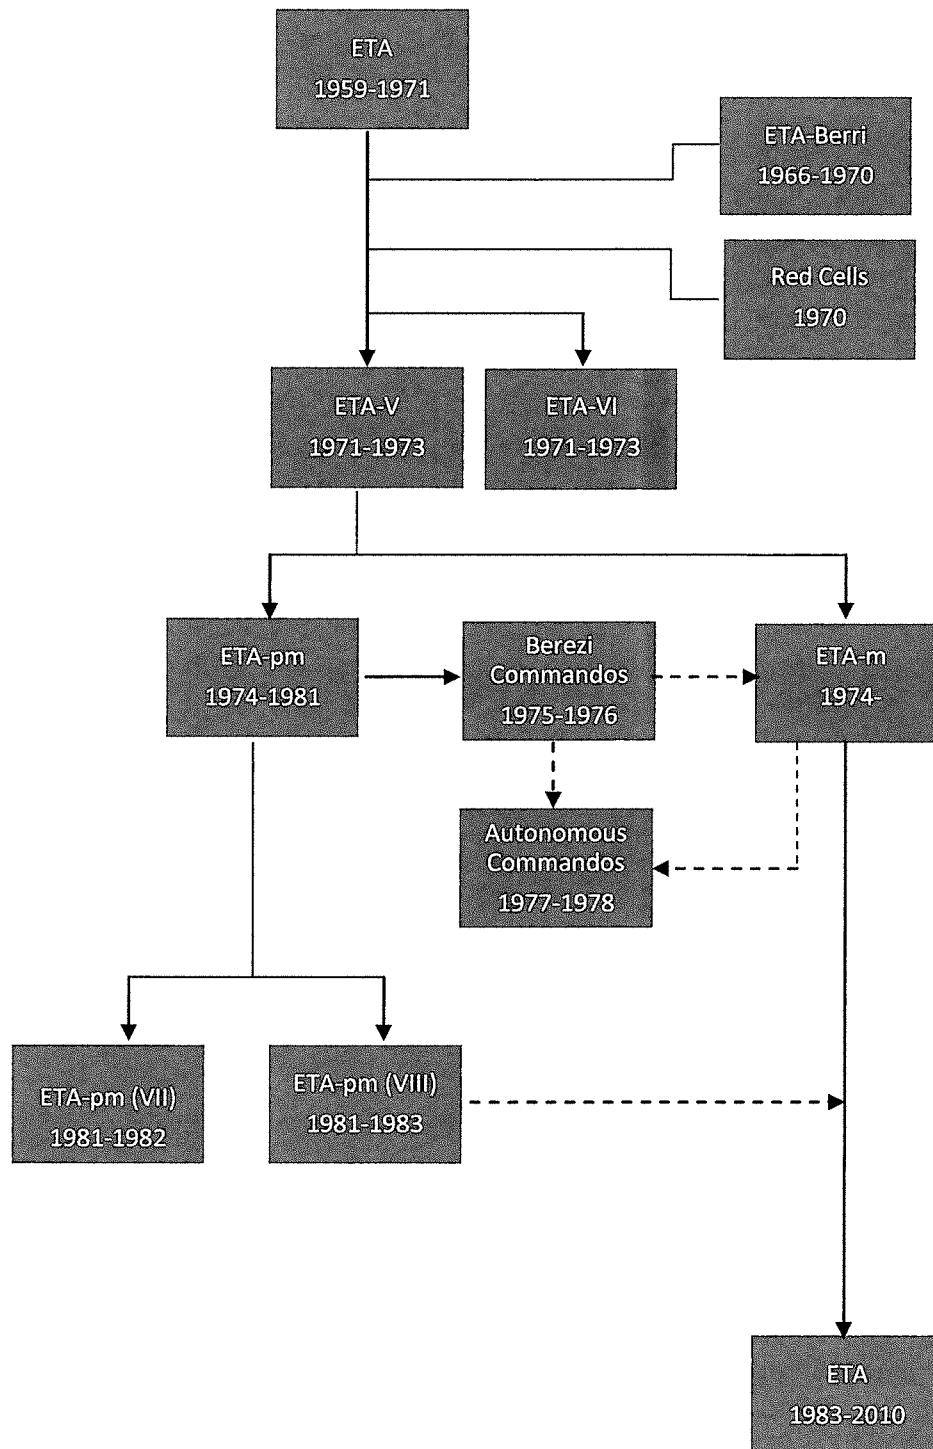 ETA
1959-1971
ETA-Berri
1966-1970
Red Cells
1970
ETA-V
1971-1973
ETA-VI
1971-1973
ETA-pm
1974-1981
Berezi
Commandos
1975-1976
ETA-m
1974-
Autonomous
Commandos
1977-1978
ETA-pm (VII)
1981-1982
ETA-pm (VIII)
1981-1983
ETA
1983-2010